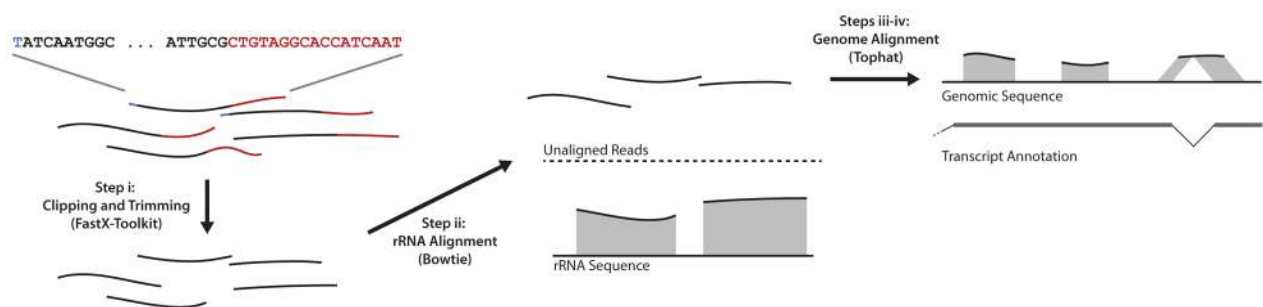 TATCAATGGC ... ATTGCGCTGTAGGCACCATCAAT
Step i:
Clipping and Trimming
(FastX-Toolkit)
Step ii:
rRNA Alignment
(Bowtie)
Unaligned Reads
rRNA Sequence
Steps iii-iv:
Genome Alignment
(Tophat)
Genomic Sequence
Transcript Annotation